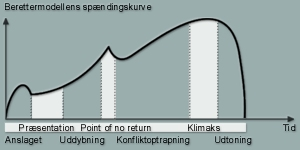 Berettermodellens spændingskurve
Præsentation Point of no return Klimaks Tid
Anslaget Uddybning Konfliktoptrapning Udtoning